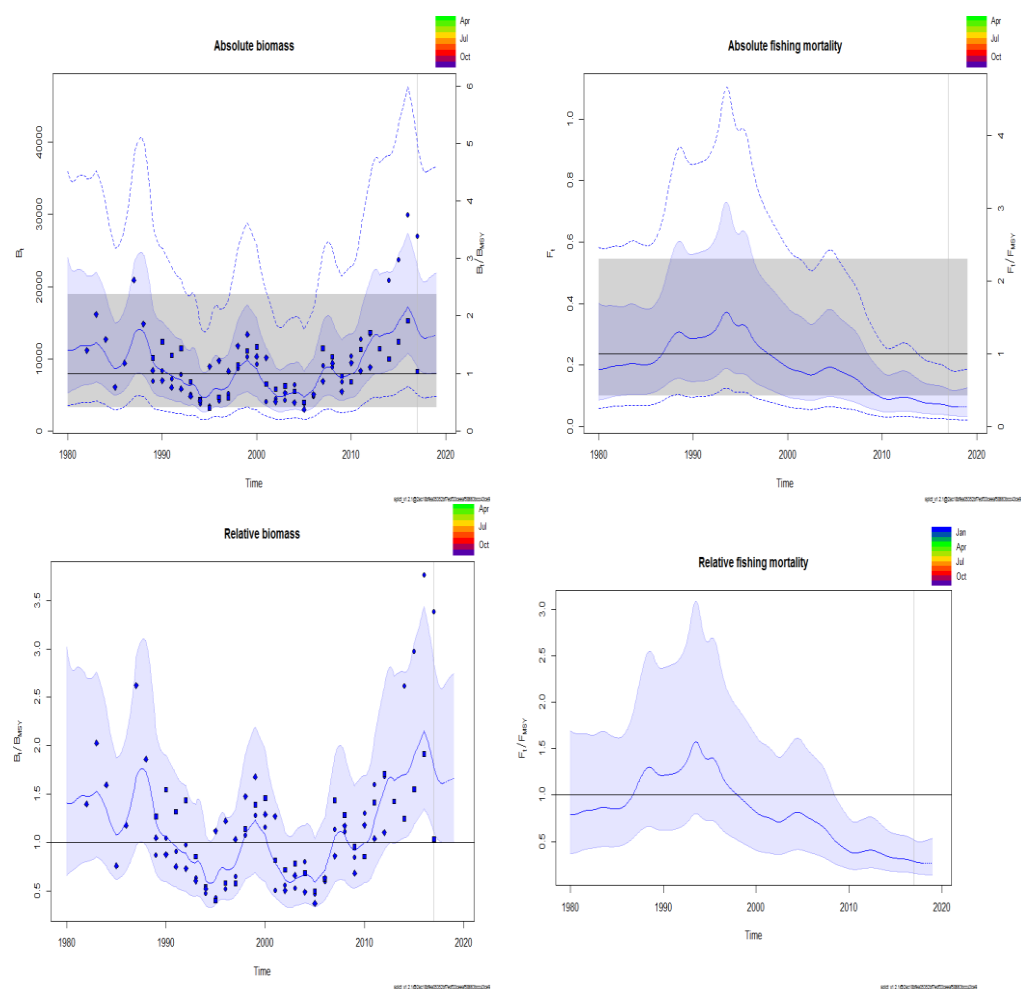 Apr
Jul
Oct
Absolute biomass
Bt
Bt / BMSY
0
10000
20000
30000
40000
0
1
2
3
4
5
6
1980
1990
2000
2010
2020
Time
Apr
Jul
Oct
Absolute fishing mortality
Ft
Ft / FMSY
0.0
0.2
0.4
0.6
0.8
1.0
0
1
2
3
4
1980
1990
2000
2010
2020
Time
Apr
Jul
Oct
Relative biomass
Bt / BMSY
0.5
1.0
1.5
2.0
2.5
3.0
3.5
1980
1990
2000
2010
2020
Time
Jan
Apr
Jul
Oct
Relative fishing mortality
Ft / FMSY
0.5
1.0
1.5
2.0
2.5
3.0
1980
1990
2000
2010
2020
Time